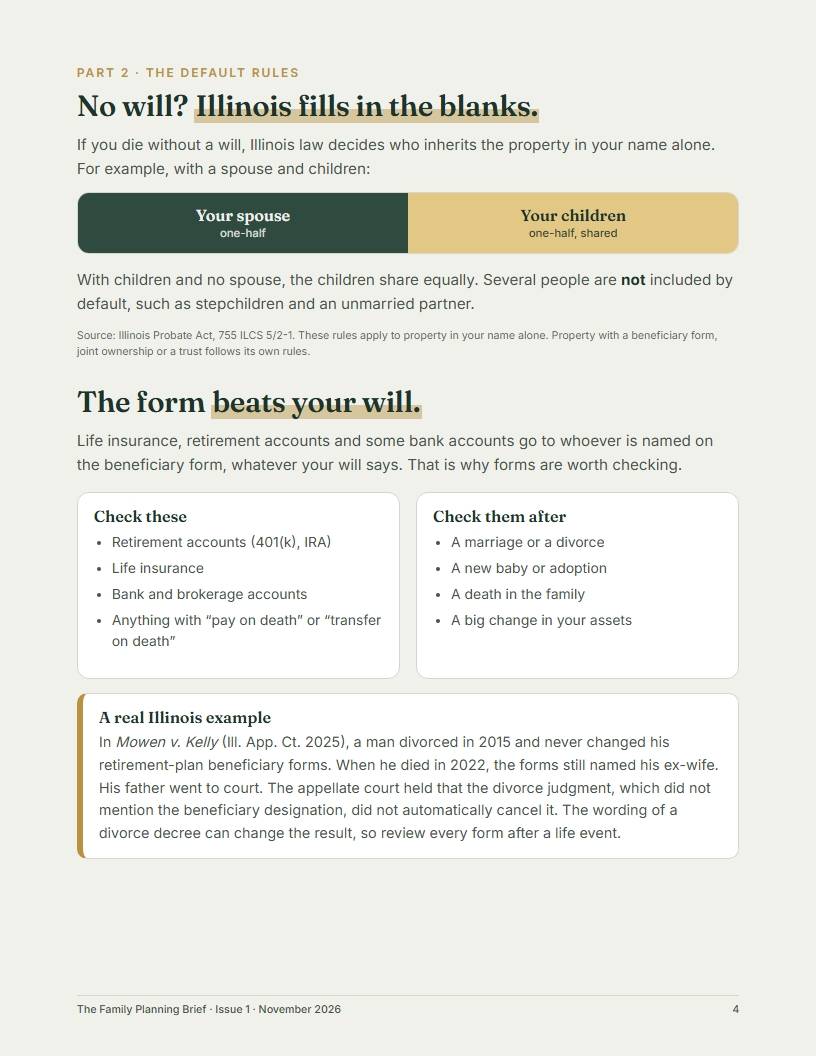 PART 2 · THE DEFAULT RULES
No will? Illinois fills in the blanks.
If you die without a will, Illinois law decides who inherits the property in your name alone.
For example, with a spouse and children:
Your spouse
one-half
Your children
one-half, shared
With children and no spouse, the children share equally. Several people are not included by
default, such as stepchildren and an unmarried partner.
Source: Illinois Probate Act, 755 ILCS 5/2-1. These rules apply to property in your name alone. Property with a beneficiary form,
joint ownership or a trust follows its own rules.
The form beats your will.
Life insurance, retirement accounts and some bank accounts go to whoever is named on
the beneficiary form, whatever your will says. That is why forms are worth checking.
Check these
• Retirement accounts (401(k), IRA)
• Life insurance
• Bank and brokerage accounts
• Anything with “pay on death” or “transfer
on death”
Check them after
• A marriage or a divorce
• A new baby or adoption
• A death in the family
• A big change in your assets
A real Illinois example
In Mowen v. Kelly (Ill. App. Ct. 2025), a man divorced in 2015 and never changed his
retirement-plan beneficiary forms. When he died in 2022, the forms still named his ex-wife.
His father went to court. The appellate court held that the divorce judgment, which did not
mention the beneficiary designation, did not automatically cancel it. The wording of a
divorce decree can change the result, so review every form after a life event.
The Family Planning Brief · Issue 1 · November 2026
4